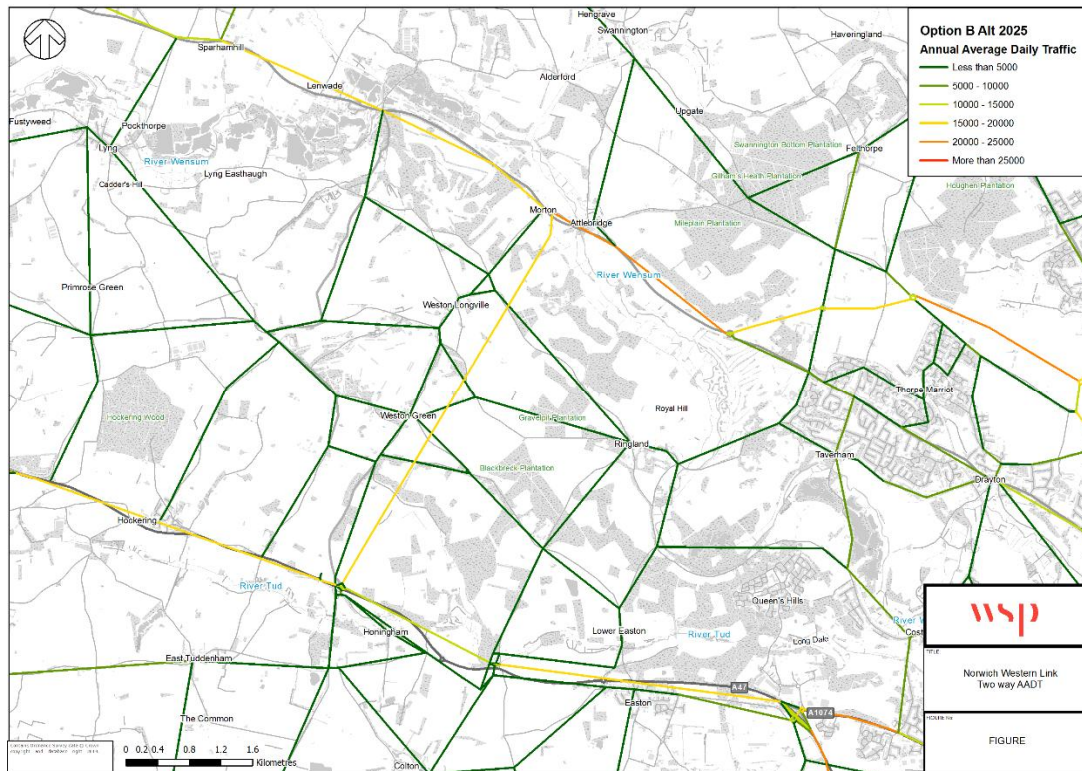 Hengrave
Swannington
Haveringland
Sparhamhill
Alderford
Lenwade
Upgate
Fustyweed
Pockthorpe
Lyng
River Wensum
Lyng Easthaugh
Cadder's Hill
Swannington Bottom Plantation
Felthorpe
Gilham's Heath Plantation
Houghen Plantation
Morton
Attlebridge
Mileplain Plantation
River Wensum
Primrose Green
Weston Longville
Thorpe Marriot
Hockering Wood
Weston Green
Gravelpit Plantation
Royal Hill
Ringland
Taverham
Blackbreck Plantation
Drayton
Hockering
River Tud
Queen's Hills
Honingham
Lower Easton
River Tud
Long Dale
Cost
East Tuddenham
A47
Easton
A1074
The Common
Colton
Option B Alt 2025
Annual Average Daily Traffic
Less than 5000
5000 - 10000
10000 - 15000
15000 - 20000
20000 - 25000
More than 25000
0 0.2 0.4 0.8 1.2 1.6
Kilometres
wsp
TITLE
Norwich Western Link
Two way AADT
FIGURE No
FIGURE